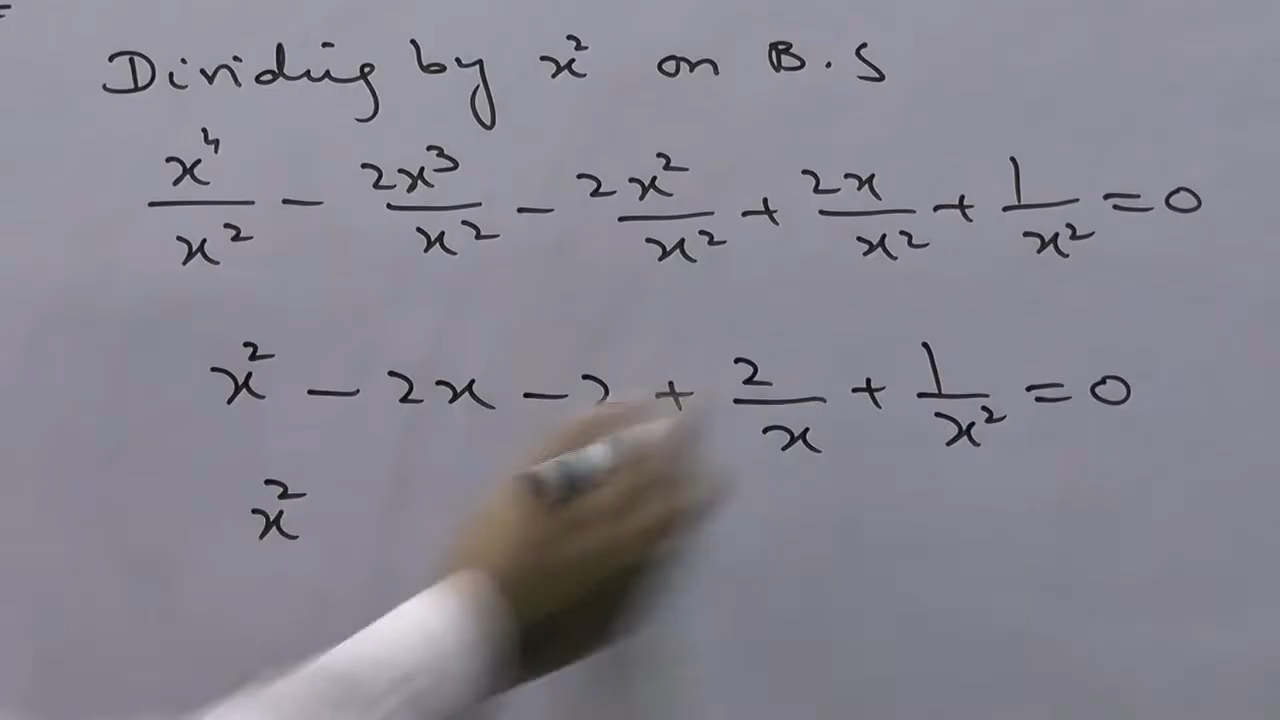 Dividing by x² on B.S
x⁴/x² - 2x³/x² - 2x²/x² + 2x/x² + 1/x² = 0
x² - 2x - 2 + 2/x + 1/x² = 0
x²